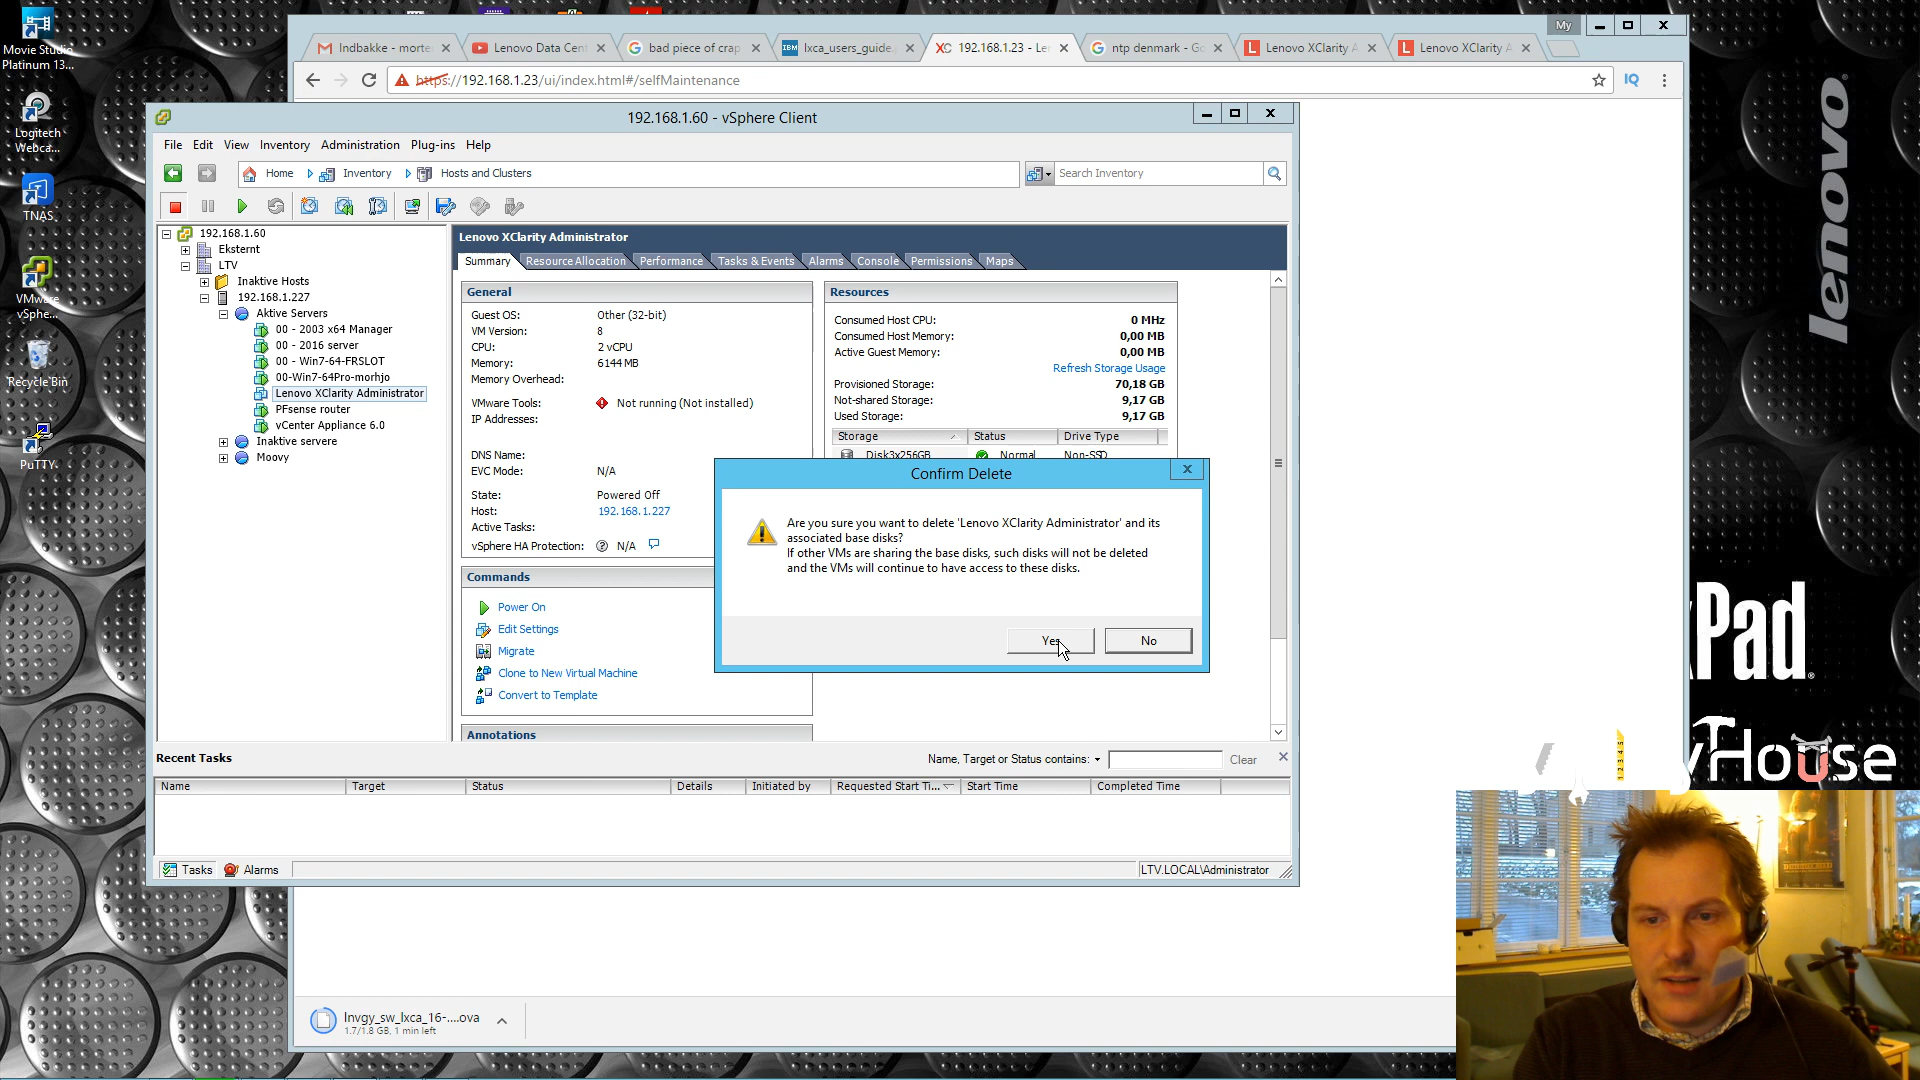 Movie Studio
Platinum 13...
Logitech
Webca...
TNAS
VMware
vSphe...
Recycle Bin
PuTTY
My
Indbakke - morte
Lenovo Data Cen
bad piece of crap
IBM lxca_users_guide.
XC 192.168.1.23 - Le
ntp denmark - Go
L Lenovo XClarity A
L Lenovo XClarity A
https://192.168.1.23/ui/index.html#/selfMaintenance
IQ
192.168.1.60 - vSphere Client
File Edit View Inventory Administration Plug-ins Help
Home Inventory Hosts and Clusters
Search Inventory
192.168.1.60
Eksternt
LTV
Inaktive Hosts
192.168.1.227
Aktive Servers
00 - 2003 x64 Manager
00 - 2016 server
00 - Win7-64-FRSLOT
00-Win7-64Pro-morhjo
Lenovo XClarity Administrator
PFsense router
vCenter Appliance 6.0
Inaktive servere
Moovy
Lenovo XClarity Administrator
Summary Resource Allocation Performance Tasks & Events Alarms Console Permissions Maps
General
Guest OS: Other (32-bit)
VM Version: 8
CPU: 2 vCPU
Memory: 6144 MB
Memory Overhead:
VMware Tools: Not running (Not installed)
IP Addresses:
DNS Name:
EVC Mode: N/A
State: Powered Off
Host: 192.168.1.227
Active Tasks:
vSphere HA Protection: N/A
Resources
Consumed Host CPU: 0 MHz
Consumed Host Memory: 0,00 MB
Active Guest Memory: 0,00 MB
Refresh Storage Usage
Provisioned Storage: 70,18 GB
Not-shared Storage: 9,17 GB
Used Storage: 9,17 GB
Storage Status Drive Type
Disk3x256GB Normal Non-SSD
Commands
Power On
Edit Settings
Migrate
Clone to New Virtual Machine
Convert to Template
Annotations
Confirm Delete
Are you sure you want to delete 'Lenovo XClarity Administrator' and its
associated base disks?
If other VMs are sharing the base disks, such disks will not be deleted
and the VMs will continue to have access to these disks.
Yes No
Recent Tasks
Name, Target or Status contains: Clear
Name Target Status Details Initiated by Requested Start Ti... Start Time Completed Time
Tasks Alarms
LTV.LOCAL\Administrator
lnvgy_sw_lxca_16-....ova
1.7/1.8 GB, 1 min left
lenovo
kPad
yHouse